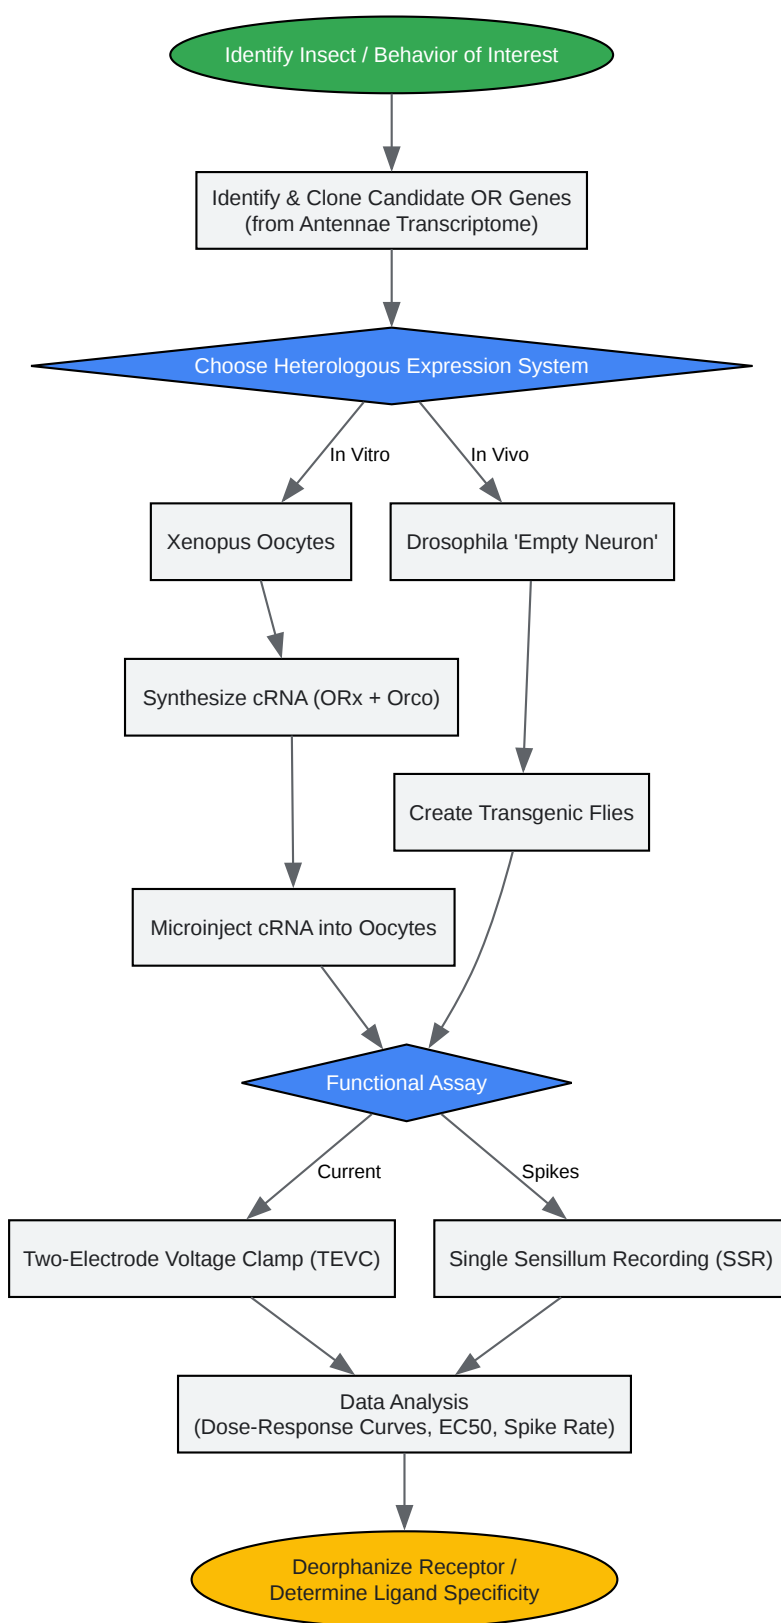 Identify Insect / Behavior of Interest
Identify & Clone Candidate OR Genes
(from Antennae Transcriptome)
Choose Heterologous Expression System
In Vitro
In Vivo
Xenopus Oocytes
Drosophila 'Empty Neuron'
Synthesize cRNA (ORx + Orco)
Create Transgenic Flies
Microinject cRNA into Oocytes
Functional Assay
Current
Spikes
Two-Electrode Voltage Clamp (TEVC)
Single Sensillum Recording (SSR)
Data Analysis
(Dose-Response Curves, EC50, Spike Rate)
Deorphanize Receptor /
Determine Ligand Specificity